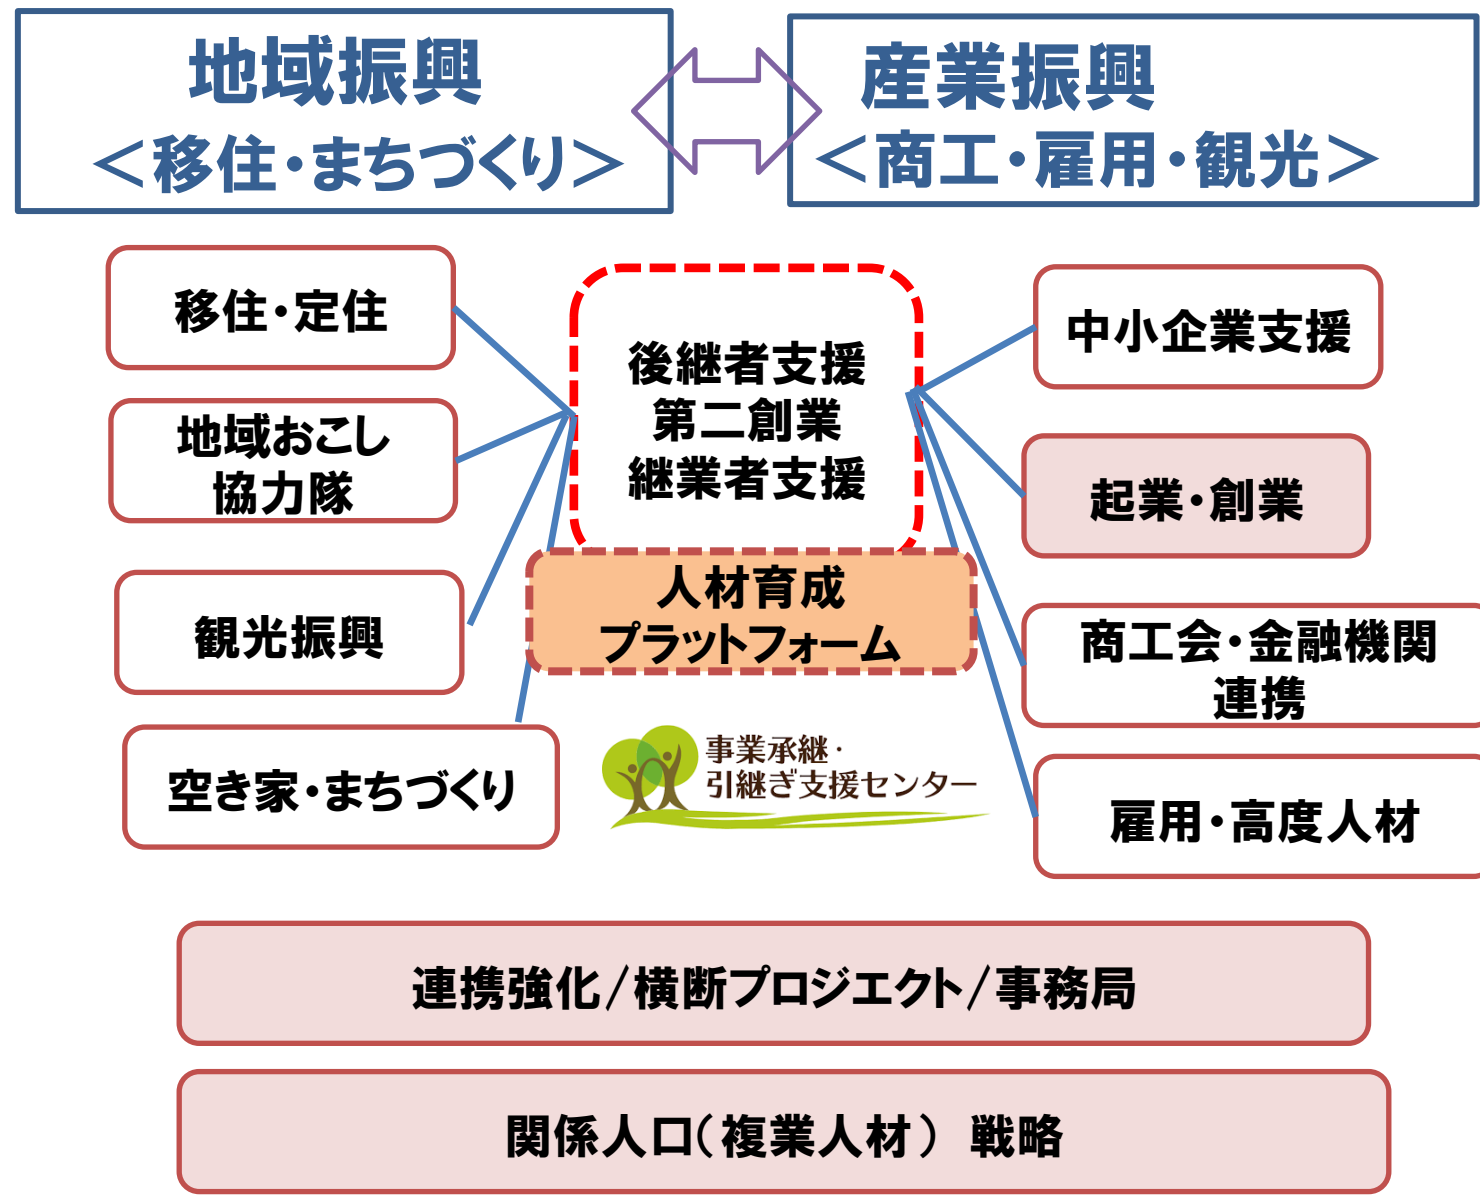 地域振興
＜移住・まちづくり＞
産業振興
＜商工・雇用・観光＞
移住・定住
地域おこし
協力隊
観光振興
空き家・まちづくり
後継者支援
第二創業
継業者支援
人材育成
プラットフォーム
事業承継・
引継ぎ支援センター
中小企業支援
起業・創業
商工会・金融機関
連携
雇用・高度人材
連携強化/横断プロジエクト/事務局
関係人口（複業人材） 戦略